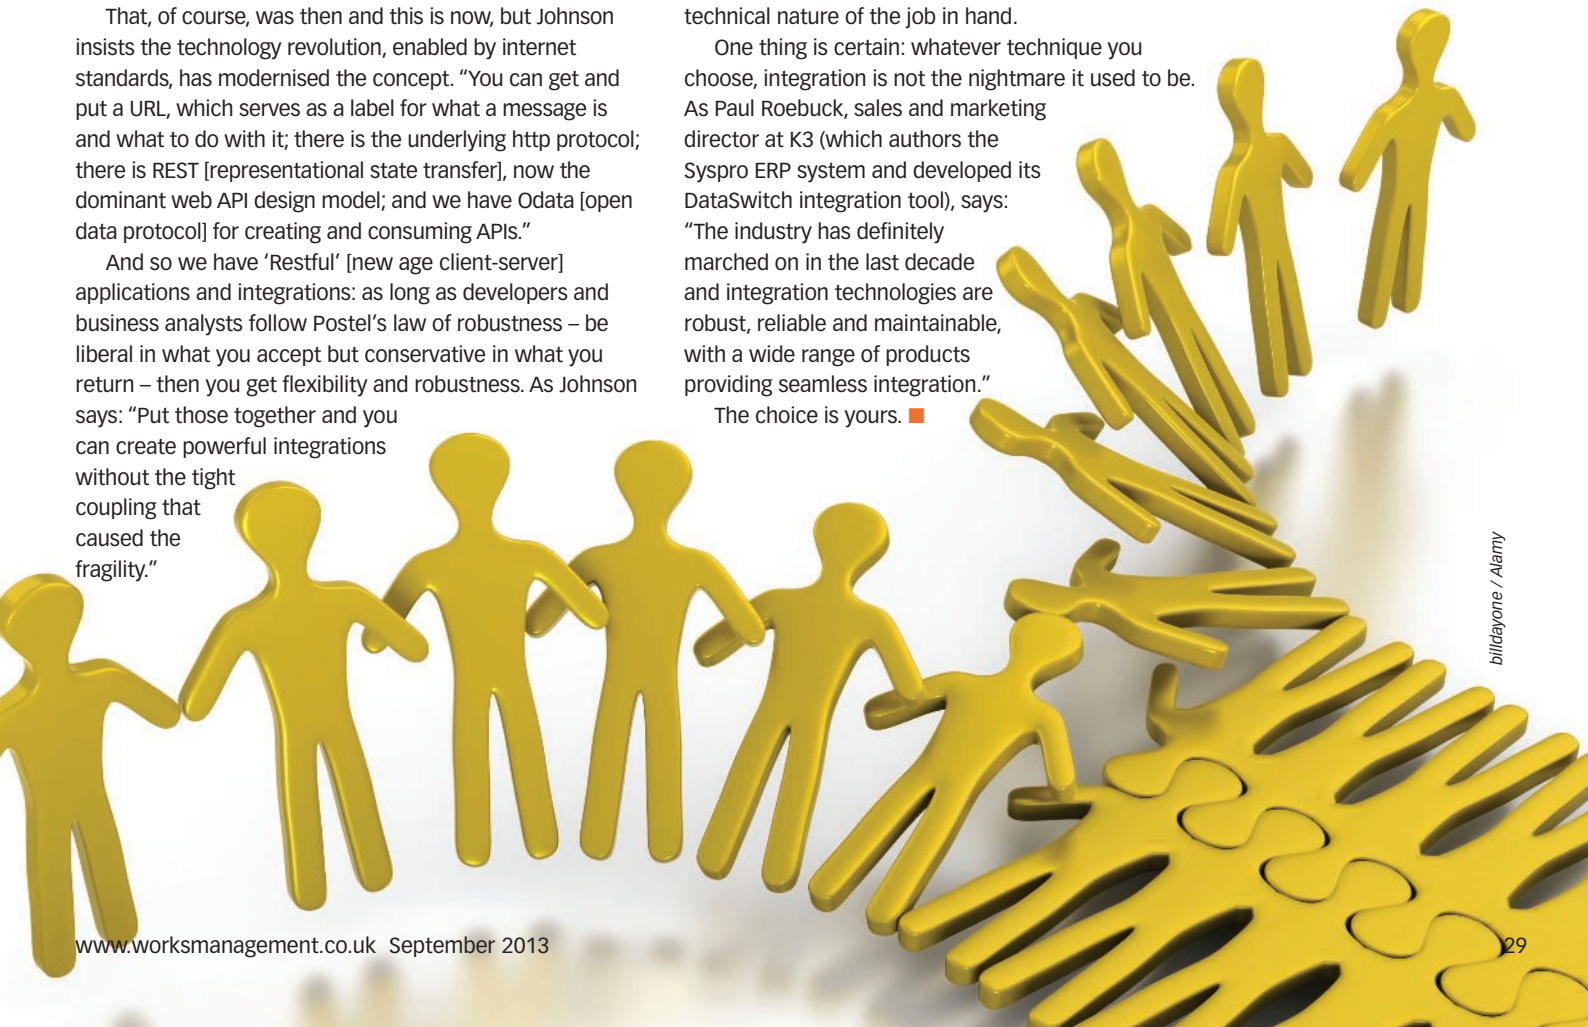 That, of course, was then and this is now, but Johnson
insists the technology revolution, enabled by internet
standards, has modernised the concept. “You can get and
put a URL, which serves as a label for what a message is
and what to do with it; there is the underlying http protocol;
there is REST [representational state transfer], now the
dominant web API design model; and we have Odata [open
data protocol] for creating and consuming APIs.”
And so we have ‘Restful’ [new age client-server]
applications and integrations: as long as developers and
business analysts follow Postel’s law of robustness – be
liberal in what you accept but conservative in what you
return – then you get flexibility and robustness. As Johnson
says: “Put those together and you
can create powerful integrations
without the tight
coupling that
caused the
fragility.”
technical nature of the job in hand.
One thing is certain: whatever technique you
choose, integration is not the nightmare it used to be.
As Paul Roebuck, sales and marketing
director at K3 (which authors the
Syspro ERP system and developed its
DataSwitch integration tool), says:
“The industry has definitely
marched on in the last decade
and integration technologies are
robust, reliable and maintainable,
with a wide range of products
providing seamless integration.”
The choice is yours.
billdayone / Alamy
www.worksmanagement.co.uk September 2013
29